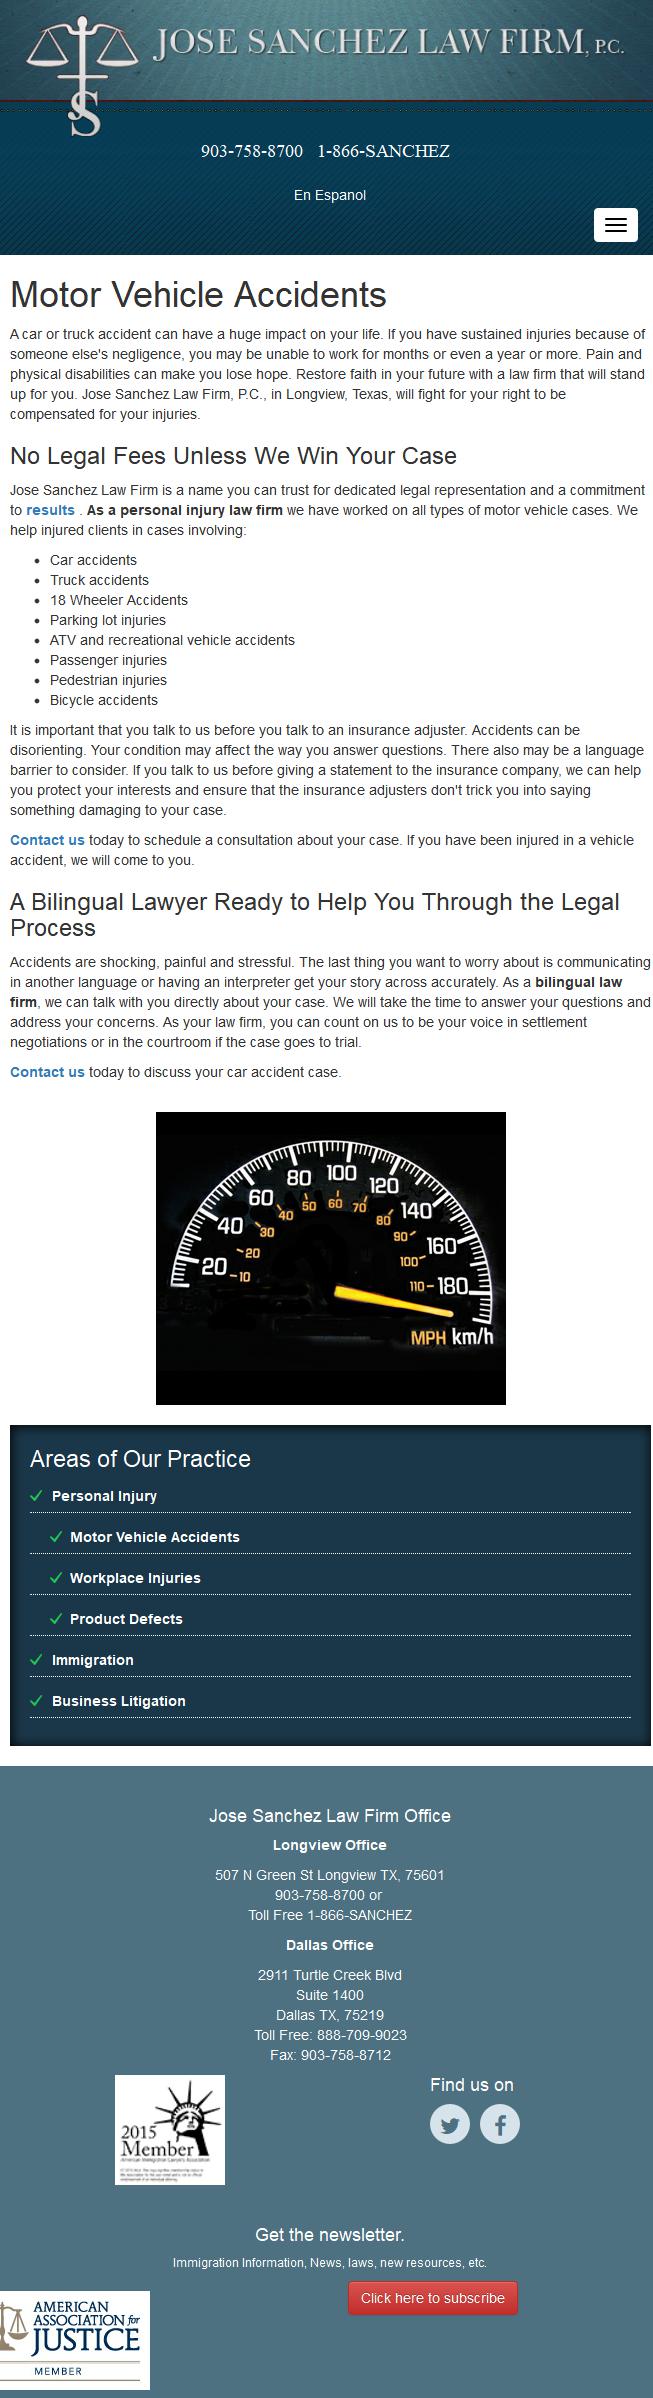 JOSE SANCHEZ LAW FIRM, P.C.
JS
903-758-8700 1-866-SANCHEZ
En Espanol
Motor Vehicle Accidents
A car or truck accident can have a huge impact on your life. If you have sustained injuries because of
someone else's negligence, you may be unable to work for months or even a year or more. Pain and
physical disabilities can make you lose hope. Restore faith in your future with a law firm that will stand
up for you. Jose Sanchez Law Firm, P.C., in Longview, Texas, will fight for your right to be
compensated for your injuries.
No Legal Fees Unless We Win Your Case
Jose Sanchez Law Firm is a name you can trust for dedicated legal representation and a commitment
to results . As a personal injury law firm we have worked on all types of motor vehicle cases. We
help injured clients in cases involving:
• Car accidents
• Truck accidents
• 18 Wheeler Accidents
• Parking lot injuries
• ATV and recreational vehicle accidents
• Passenger injuries
• Pedestrian injuries
• Bicycle accidents
It is important that you talk to us before you talk to an insurance adjuster. Accidents can be
disorienting. Your condition may affect the way you answer questions. There also may be a language
barrier to consider. If you talk to us before giving a statement to the insurance company, we can help
you protect your interests and ensure that the insurance adjusters don't trick you into saying
something damaging to your case.
Contact us today to schedule a consultation about your case. If you have been injured in a vehicle
accident, we will come to you.
A Bilingual Lawyer Ready to Help You Through the Legal
Process
Accidents are shocking, painful and stressful. The last thing you want to worry about is communicating
in another language or having an interpreter get your story across accurately. As a bilingual law
firm, we can talk with you directly about your case. We will take the time to answer your questions and
address your concerns. As your law firm, you can count on us to be your voice in settlement
negotiations or in the courtroom if the case goes to trial.
Contact us today to discuss your car accident case.
20 40 60 80 100 120 140 160 180
10 20 30 40 50 60 70 80 90 100 110
MPH km/h
Areas of Our Practice
Personal Injury
Motor Vehicle Accidents
Workplace Injuries
Product Defects
Immigration
Business Litigation
Jose Sanchez Law Firm Office
Longview Office
507 N Green St Longview TX, 75601
903-758-8700 or
Toll Free 1-866-SANCHEZ
Dallas Office
2911 Turtle Creek Blvd
Suite 1400
Dallas TX, 75219
Toll Free: 888-709-9023
Fax: 903-758-8712
2015
Member
American Immigration Lawyers Association
Find us on
Get the newsletter.
Immigration Information, News, laws, new resources, etc.
Click here to subscribe
AMERICAN
ASSOCIATION for
JUSTICE
MEMBER